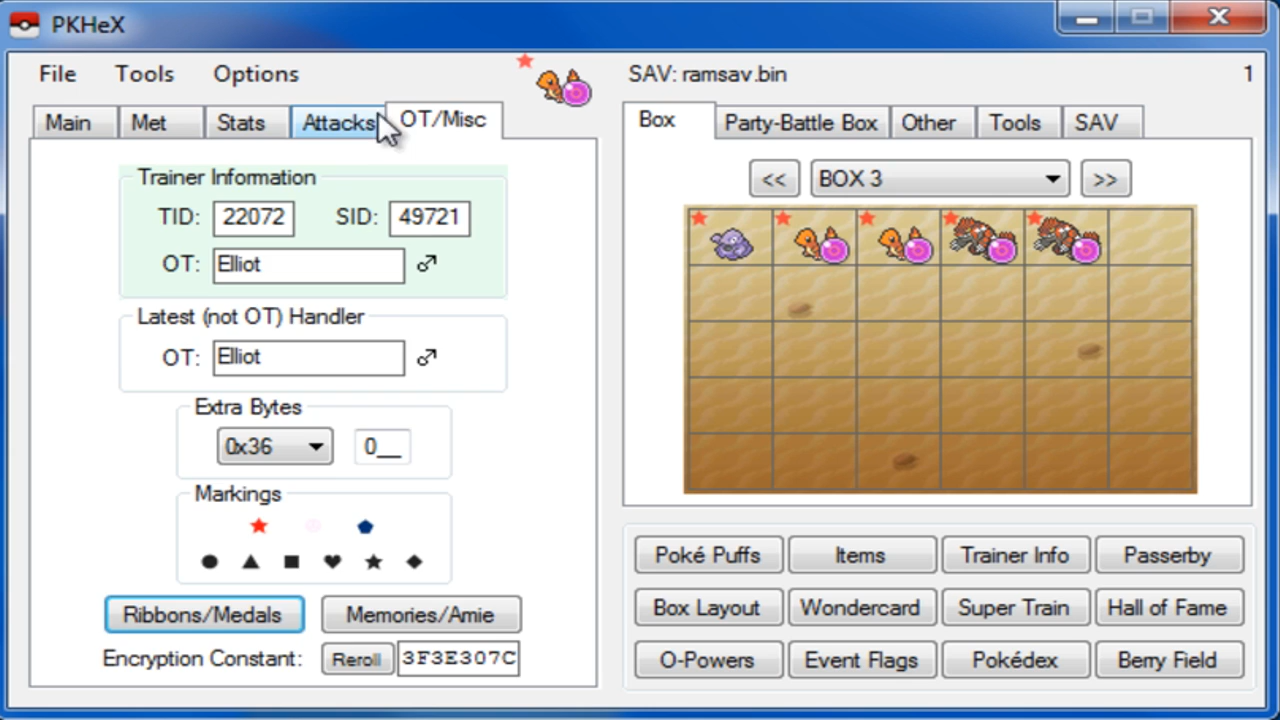 PKHeX
File Tools Options
SAV: ramsav.bin 1
Main Met Stats Attacks OT/Misc
Box Party-Battle Box Other Tools SAV
Trainer Information
TID: 22072 SID: 49721
OT: Elliot ♂
Latest (not OT) Handler
OT: Elliot ♂
Extra Bytes
0x36 0__
Markings
Ribbons/Medals Memories/Amie
Encryption Constant: Reroll 3F3E307C
<< BOX 3 >>
Poké Puffs Items Trainer Info Passerby
Box Layout Wondercard Super Train Hall of Fame
O-Powers Event Flags Pokédex Berry Field